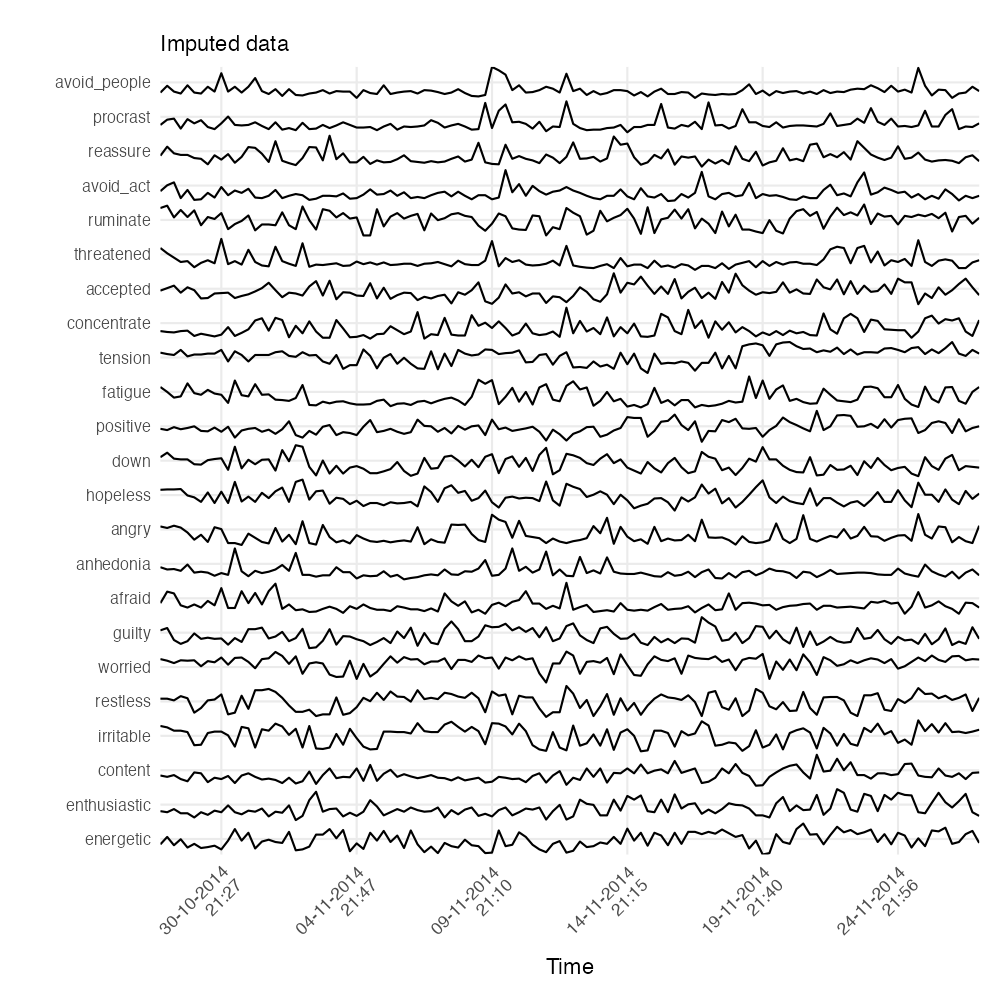 Imputed data
avoid_people
procrast
reassure
avoid_act
ruminate
threatened
accepted
concentrate
tension
fatigue
positive
down
hopeless
angry
anhedonia
afraid
guilty
worried
restless
irritable
content
enthusiastic
energetic
30-10-2014
21:27
04-11-2014
21:47
09-11-2014
21:10
14-11-2014
21:15
19-11-2014
21:40
24-11-2014
21:56
Time